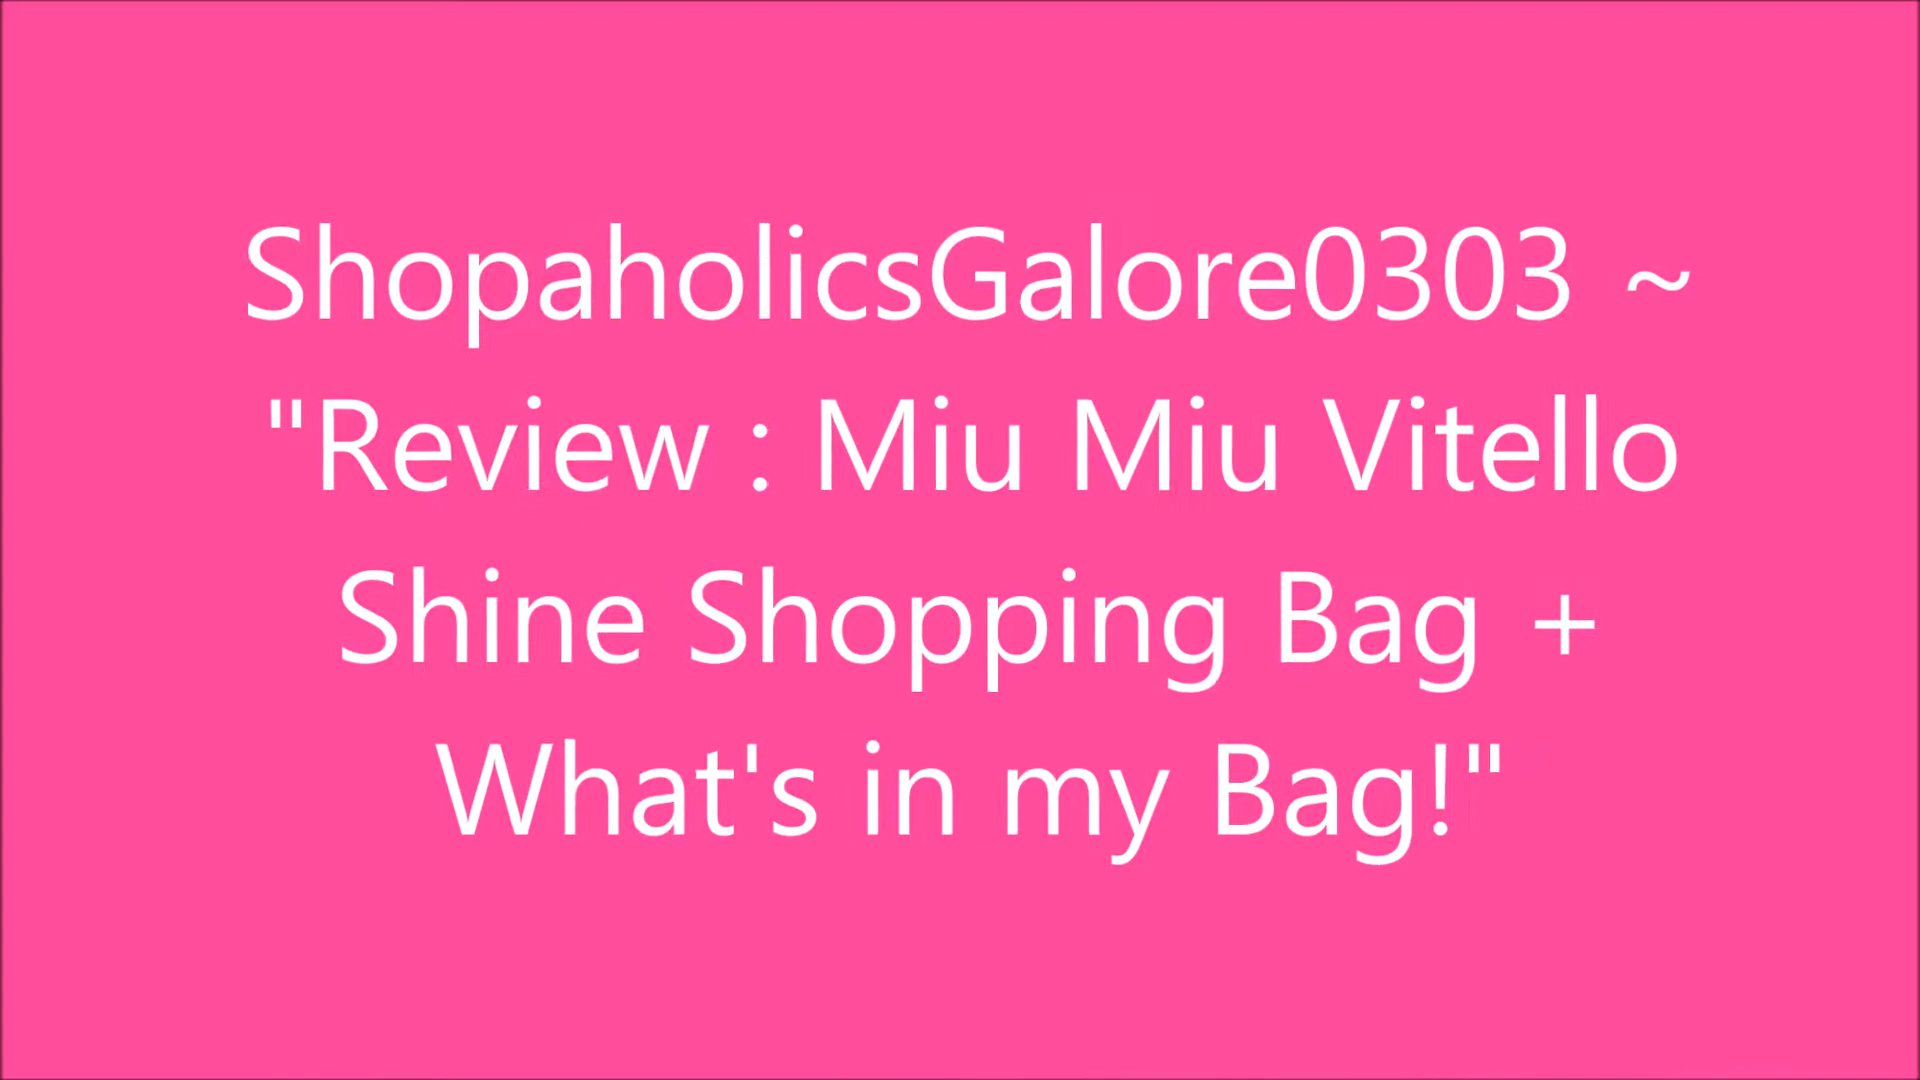 ShopaholicsGalore0303 ~
"Review : Miu Miu Vitello
Shine Shopping Bag +
What's in my Bag!"